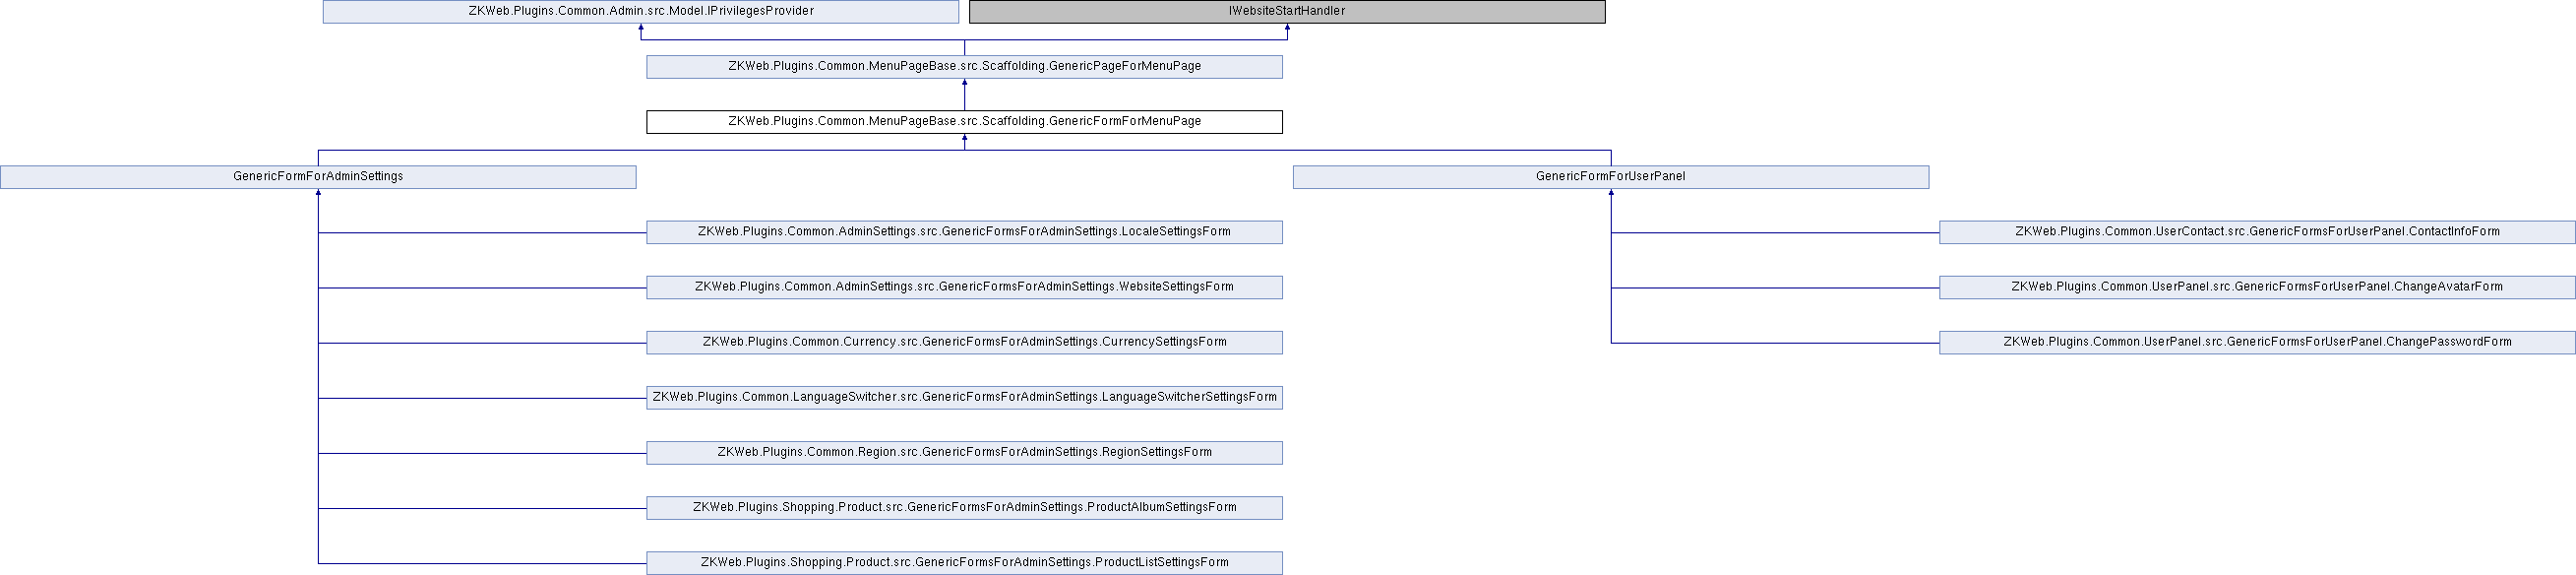 ZKWeb.Plugins.Common.Admin.src.Model.IPrivilegesProvider
IWebsiteStartHandler
ZKWeb.Plugins.Common.MenuPageBase.src.Scaffolding.GenericPageForMenuPage
ZKWeb.Plugins.Common.MenuPageBase.src.Scaffolding.GenericFormForMenuPage
GenericFormForAdminSettings
GenericFormForUserPanel
ZKWeb.Plugins.Common.AdminSettings.src.GenericFormsForAdminSettings.LocaleSettingsForm
ZKWeb.Plugins.Common.UserContact.src.GenericFormsForUserPanel.ContactInfoForm
ZKWeb.Plugins.Common.AdminSettings.src.GenericFormsForAdminSettings.WebsiteSettingsForm
ZKWeb.Plugins.Common.UserPanel.src.GenericFormsForUserPanel.ChangeAvatarForm
ZKWeb.Plugins.Common.Currency.src.GenericFormsForAdminSettings.CurrencySettingsForm
ZKWeb.Plugins.Common.UserPanel.src.GenericFormsForUserPanel.ChangePasswordForm
ZKWeb.Plugins.Common.LanguageSwitcher.src.GenericFormsForAdminSettings.LanguageSwitcherSettingsForm
ZKWeb.Plugins.Common.Region.src.GenericFormsForAdminSettings.RegionSettingsForm
ZKWeb.Plugins.Shopping.Product.src.GenericFormsForAdminSettings.ProductAlbumSettingsForm
ZKWeb.Plugins.Shopping.Product.src.GenericFormsForAdminSettings.ProductListSettingsForm